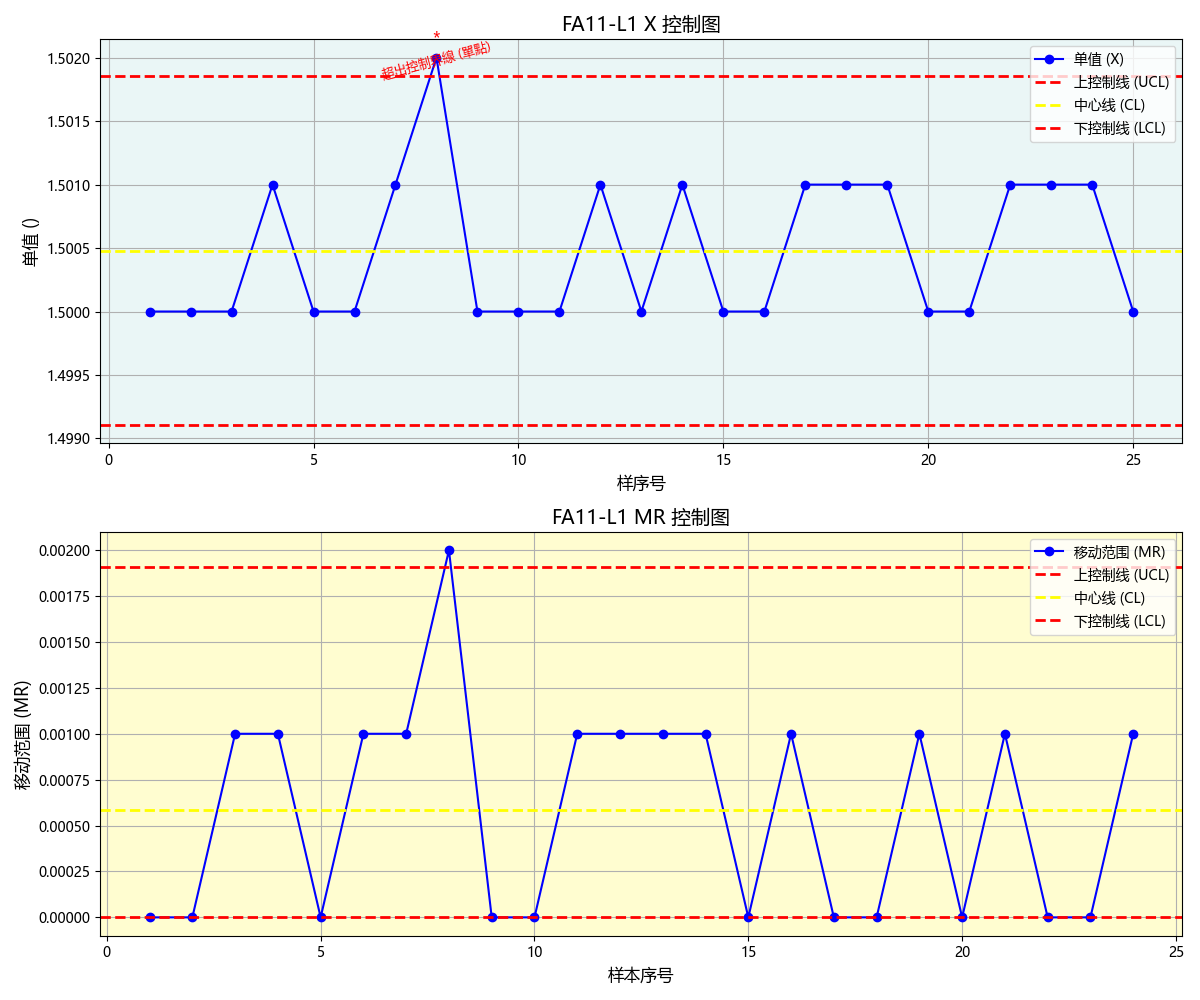 FA11-L1 X 控制图
*
超出控制界線 (單點)
单值 (X)
上控制线 (UCL)
中心线 (CL)
下控制线 (LCL)
单值 ()
1.5020
1.5015
1.5010
1.5005
1.5000
1.4995
1.4990
0 5 10 15 20 25
样序号
FA11-L1 MR 控制图
移动范围 (MR)
上控制线 (UCL)
中心线 (CL)
下控制线 (LCL)
移动范围 (MR)
0.00200
0.00175
0.00150
0.00125
0.00100
0.00075
0.00050
0.00025
0.00000
0 5 10 15 20 25
样本序号